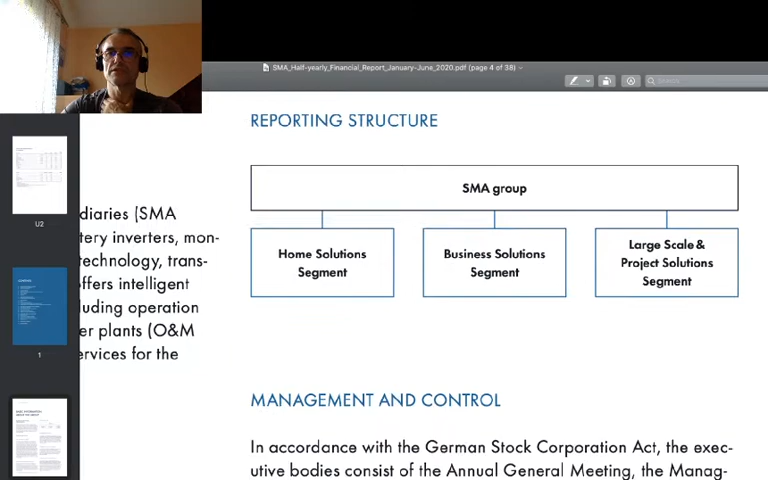 SMA_Half-yearly_Financial_Report_January-June_2020.pdf (page 4 of 38)
Search
REPORTING STRUCTURE
SMA group
Home Solutions
Segment
Business Solutions
Segment
Large Scale &
Project Solutions
Segment
diaries (SMA
tery inverters, mon-
technology, trans-
offers intelligent
luding operation
er plants (O&M
ervices for the
MANAGEMENT AND CONTROL
In accordance with the German Stock Corporation Act, the exec-
utive bodies consist of the Annual General Meeting, the Manag-
U2
1